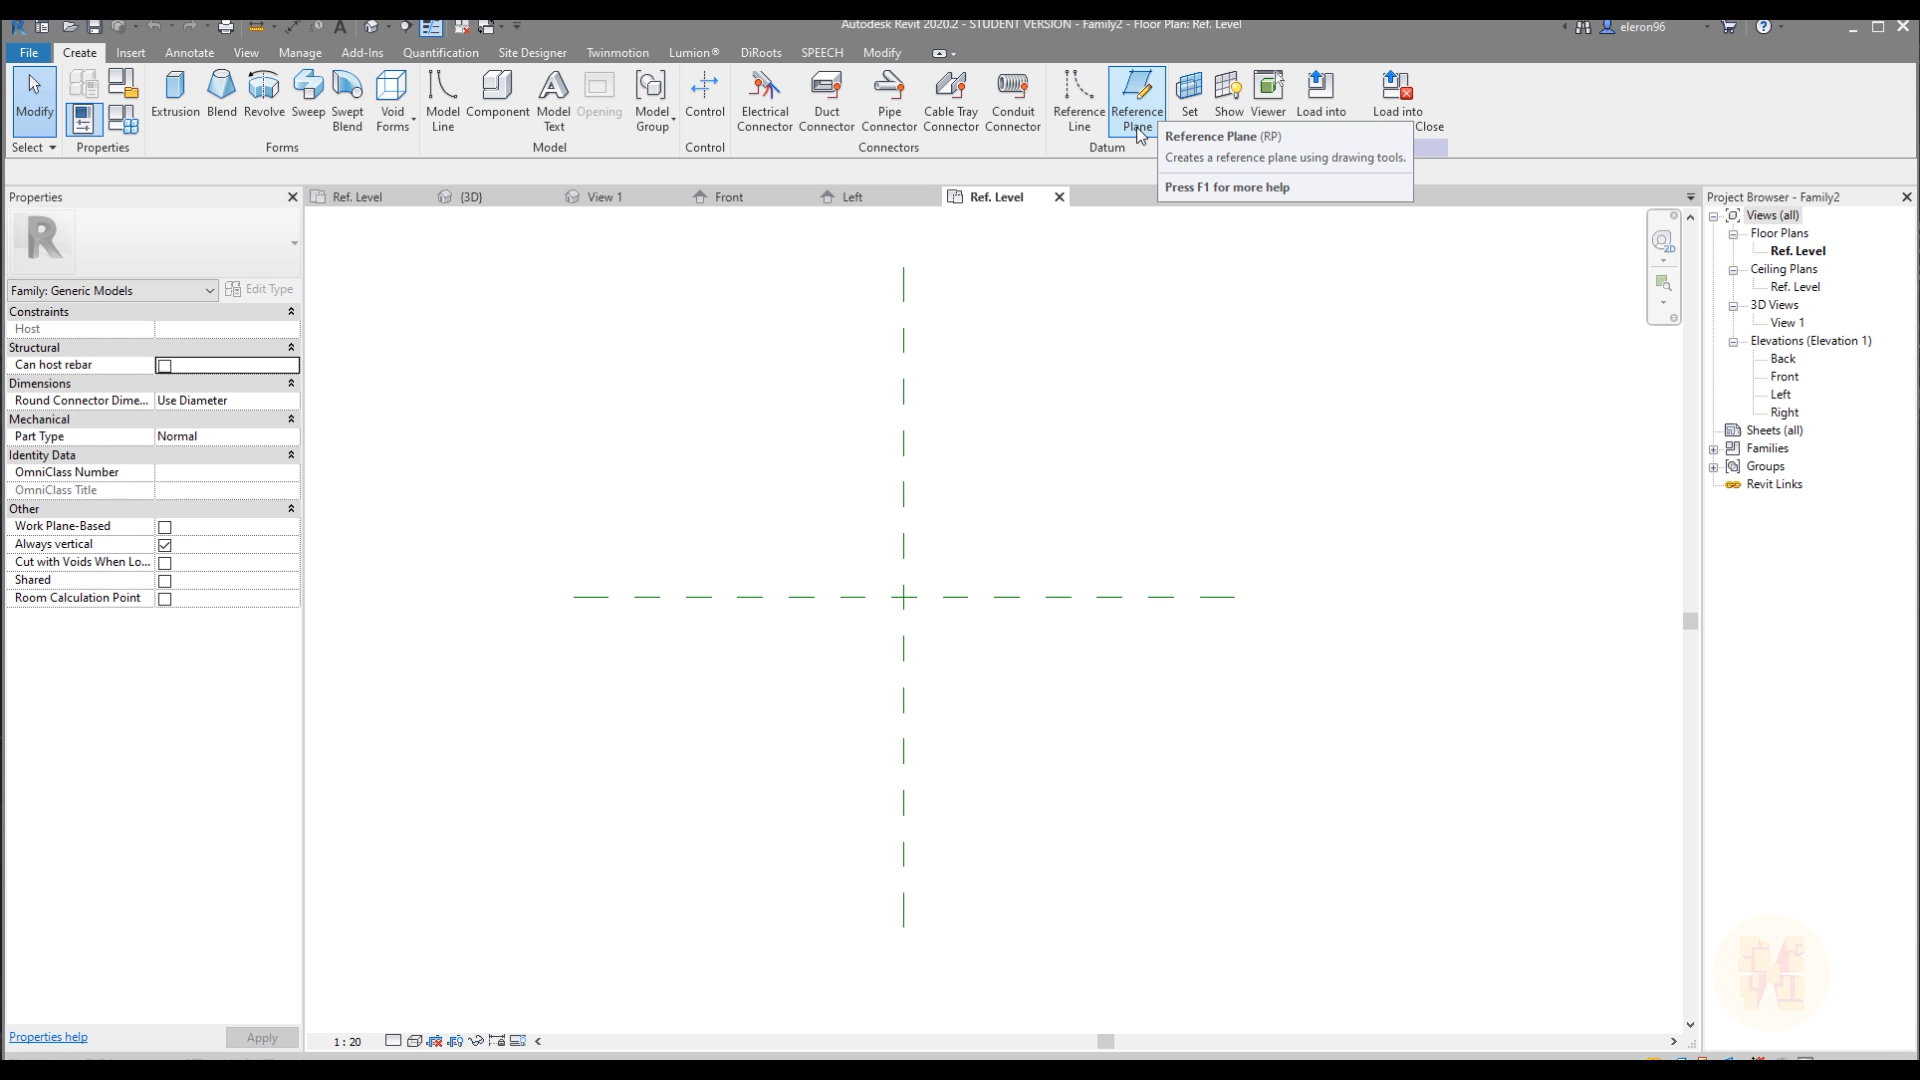 Autodesk Revit 2020.2 - STUDENT VERSION - Family2 - Floor Plan: Ref. Level
eleron96
File Create Insert Annotate View Manage Add-Ins Quantification Site Designer Twinmotion Lumion® DiRoots SPEECH Modify
Modify
Extrusion Blend Revolve Sweep Swept Blend Void Forms
Model Line Component Model Text Opening Model Group
Control
Electrical Connector Duct Connector Pipe Connector Cable Tray Connector Conduit Connector
Reference Line Reference Plane
Set Show Viewer Load into Load into
Close
Select Properties Forms Model Control Connectors Datum
Reference Plane (RP)
Creates a reference plane using drawing tools.
Press F1 for more help
Properties
Ref. Level {3D} View 1 Front Left Ref. Level
Project Browser - Family2
R
Family: Generic Models
Edit Type
Constraints
Host
Structural
Can host rebar
Dimensions
Round Connector Dime... Use Diameter
Mechanical
Part Type Normal
Identity Data
OmniClass Number
OmniClass Title
Other
Work Plane-Based
Always vertical
Cut with Voids When Lo...
Shared
Room Calculation Point
Properties help
Apply
2D
1 : 20
Views (all)
Floor Plans
Ref. Level
Ceiling Plans
Ref. Level
3D Views
View 1
Elevations (Elevation 1)
Back
Front
Left
Right
Sheets (all)
Families
Groups
Revit Links